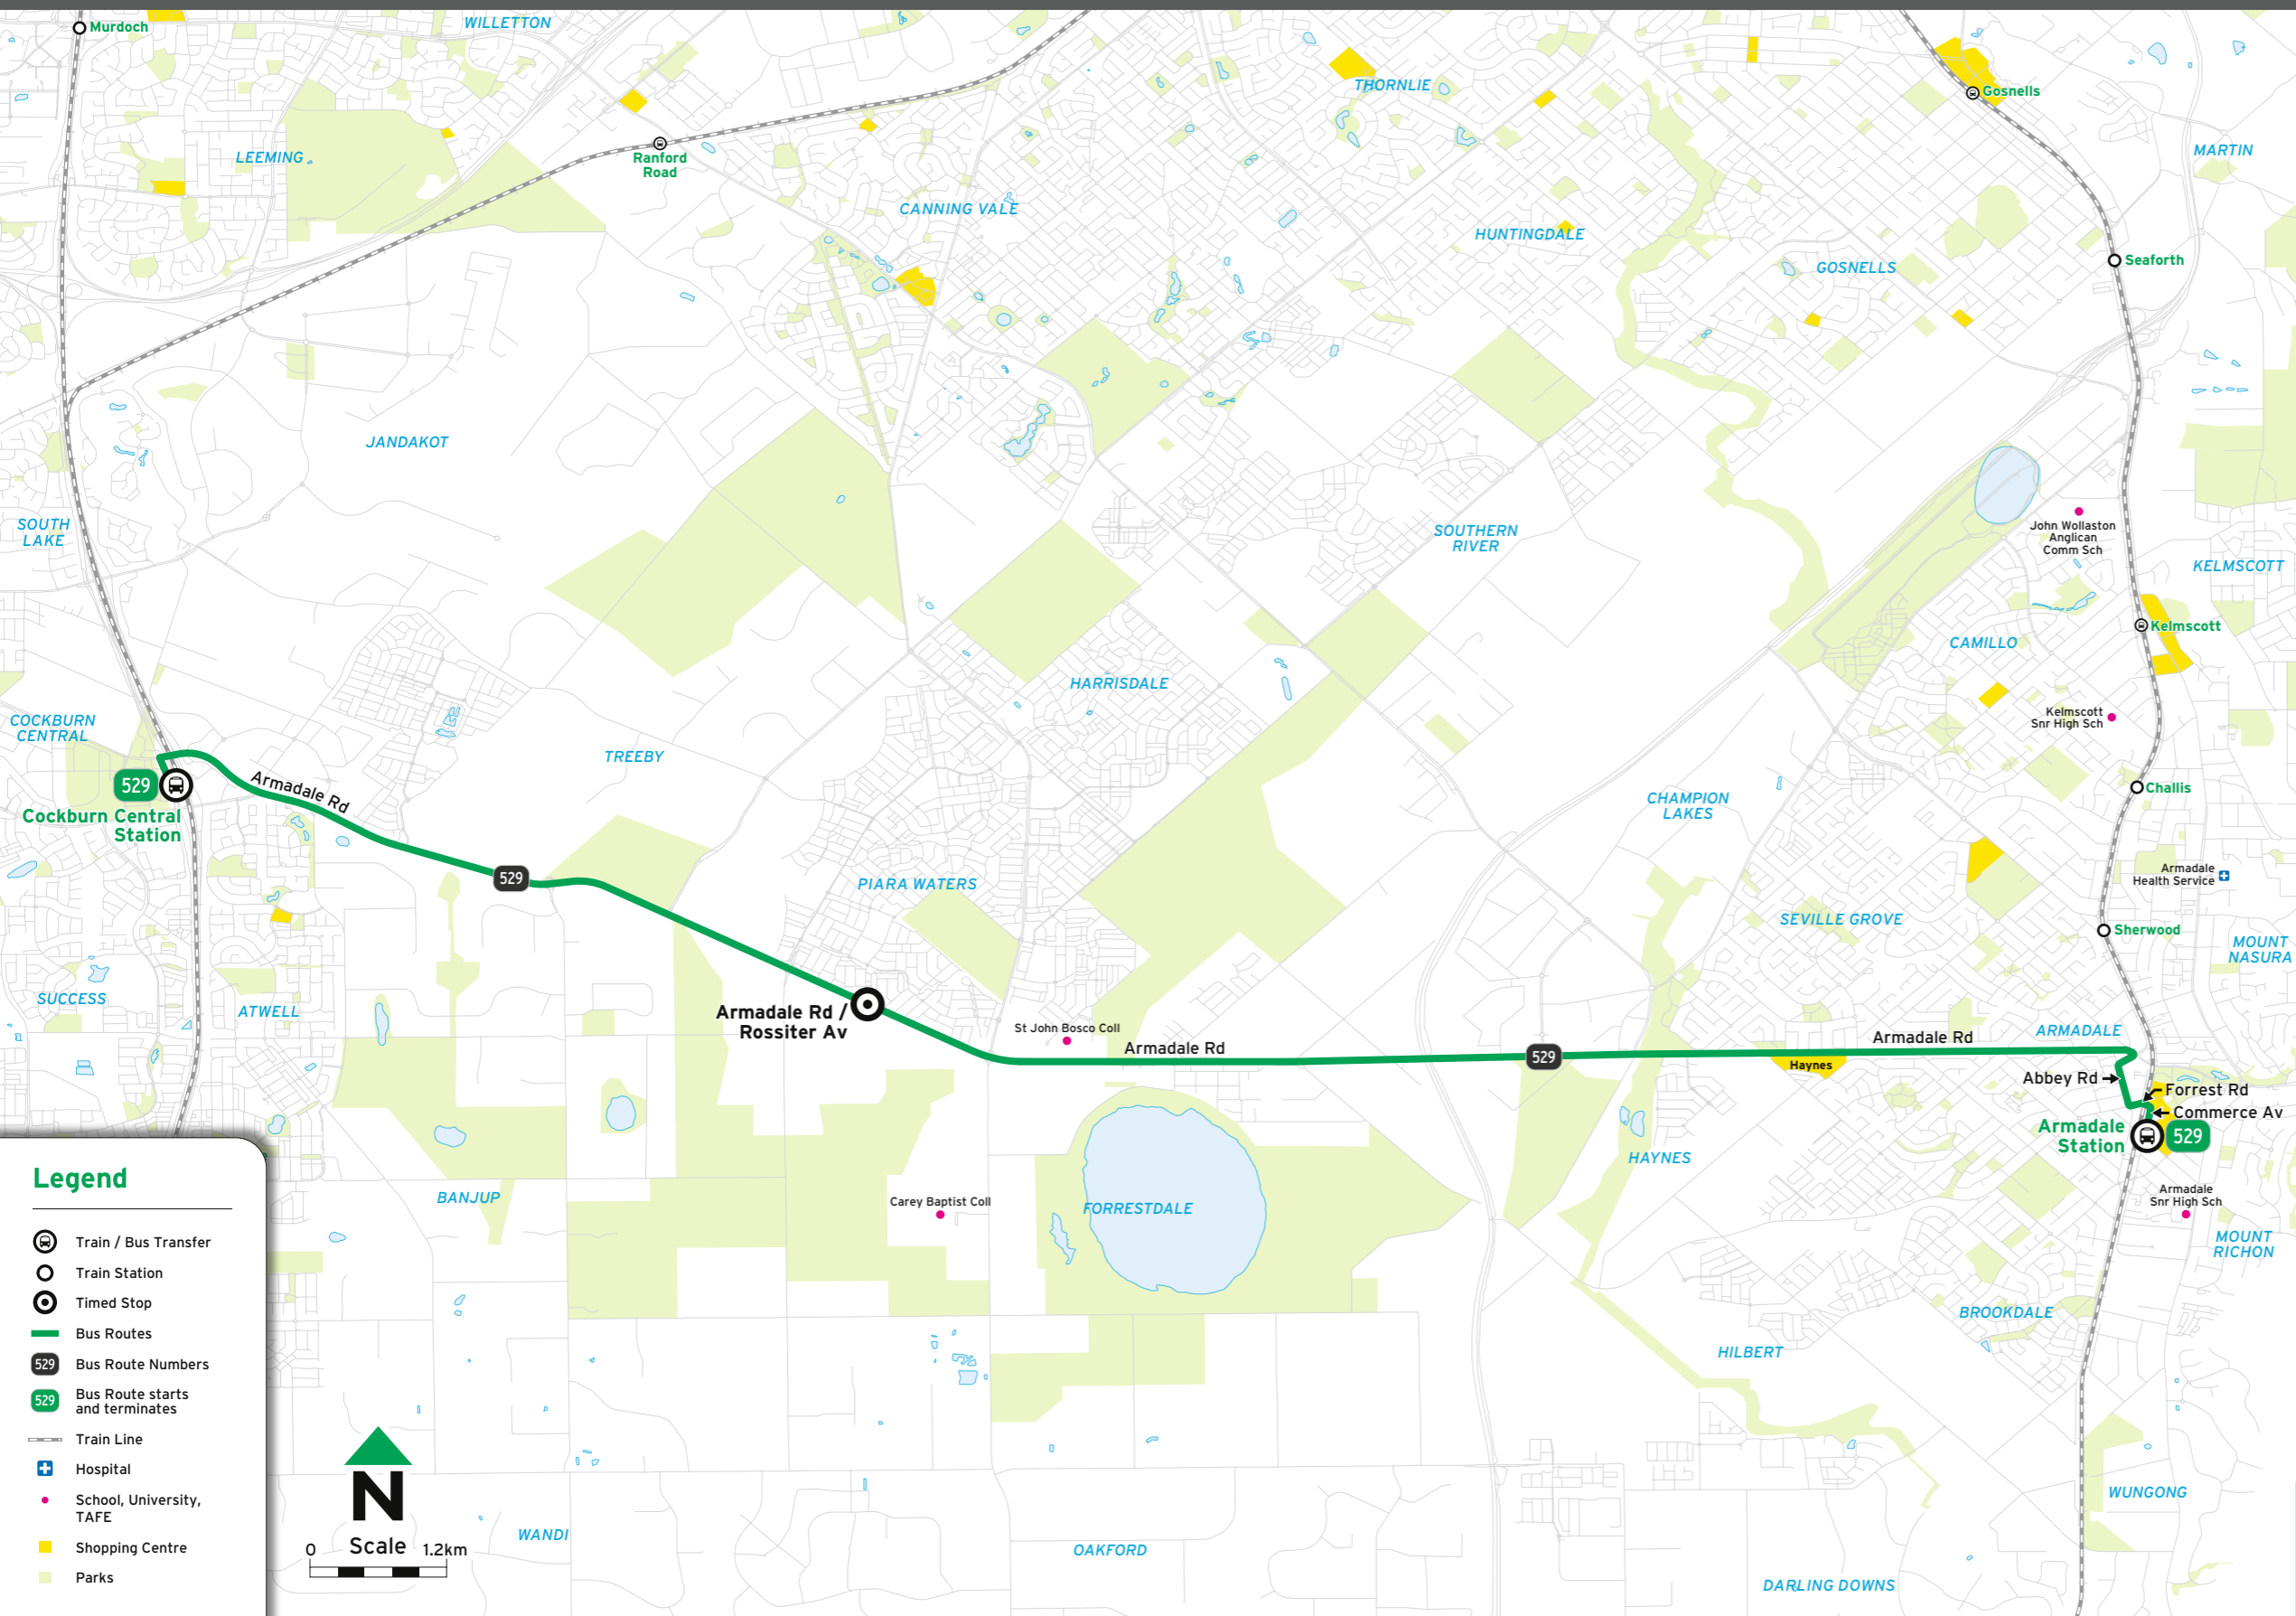 Murdoch
WILLETTON
THORNLIE
Gosnells
LEEMING
Ranford
Road
MARTIN
CANNING VALE
HUNTINGDALE
GOSNELLS
Seaforth
JANDAKOT
SOUTH
LAKE
SOUTHERN
RIVER
John Wollaston
Anglican
Comm Sch
KELMSCOTT
Kelmscott
CAMILLO
HARRISDALE
Kelmscott
Snr High Sch
COCKBURN
CENTRAL
TREEBY
529
Cockburn Central
Station
Armadale Rd
Challis
CHAMPION
LAKES
529
PIARA WATERS
Armadale
Health Service
SEVILLE GROVE
Sherwood
MOUNT
NASURA
SUCCESS
ATWELL
Armadale Rd /
Rossiter Av
St John Bosco Coll
Armadale Rd
529
Armadale Rd
ARMADALE
Haynes
Abbey Rd
Forrest Rd
Commerce Av
Armadale
Station
529
HAYNES
BANJUP
Carey Baptist Coll
FORRESTDALE
Armadale
Snr High Sch
MOUNT
RICHON
BROOKDALE
HILBERT
WUNGONG
WANDI
OAKFORD
DARLING DOWNS
Legend
Train / Bus Transfer
Train Station
Timed Stop
Bus Routes
529
Bus Route Numbers
529
Bus Route starts
and terminates
Train Line
Hospital
School, University,
TAFE
Shopping Centre
Parks
N
0 Scale 1.2km